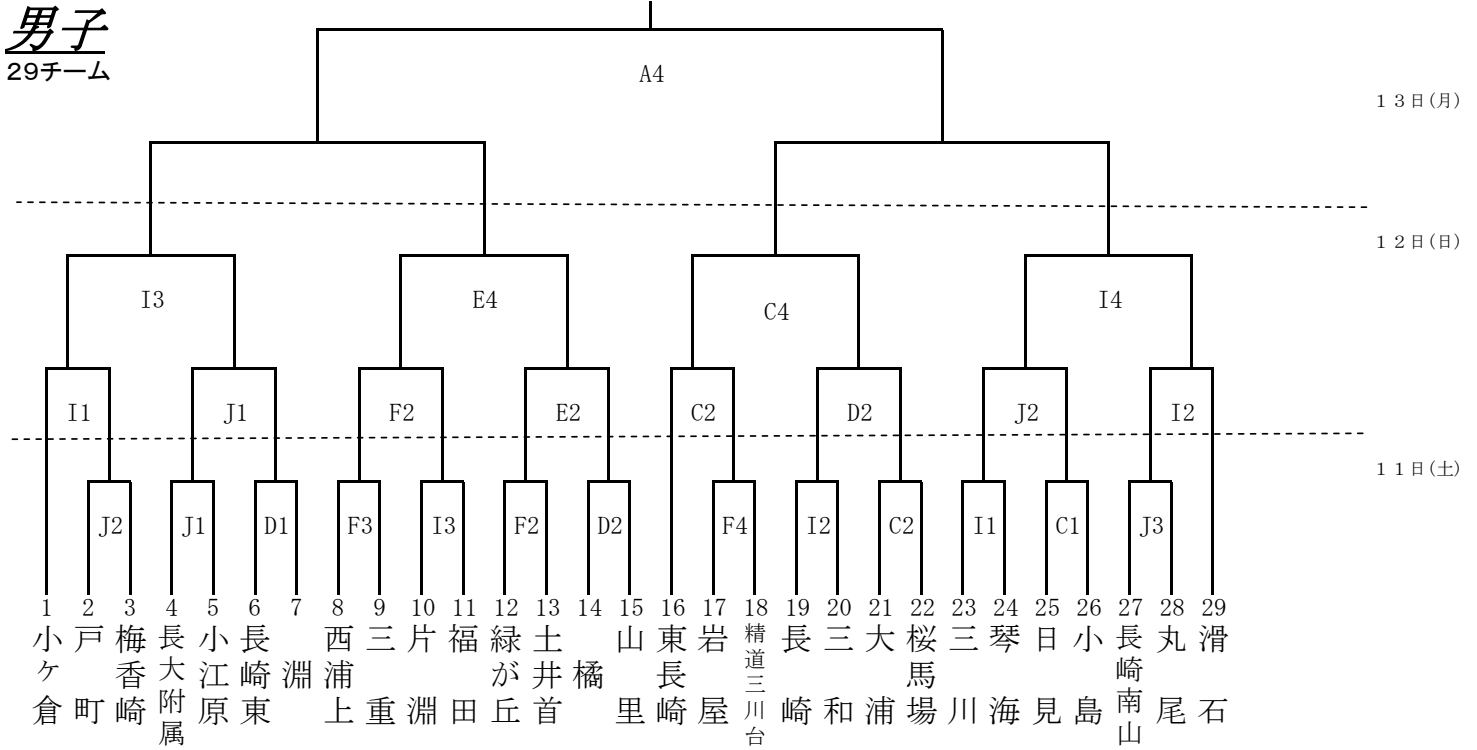 男子
29チーム
A4
13日(月)
12日(日)
I3 E4 C4 I4
I1 J1 F2 E2 C2 D2 J2 I2
11日(土)
J2 J1 D1 F3 I3 F2 D2 F4 I2 C2 I1 C1 J3
1 小ケ倉
2 戸町
3 梅香崎
4 長大附属
5 小江原
6 長崎東
7 淵
8 西浦上
9 三重
10 片淵
11 福田
12 緑が丘
13 土井首
14 橘
15 山里
16 東長崎
17 岩屋
18 精道三川台
19 長崎
20 三和
21 大浦
22 桜馬場
23 三川
24 琴海
25 日見
26 小島
27 長崎南山
28 丸尾
29 滑石